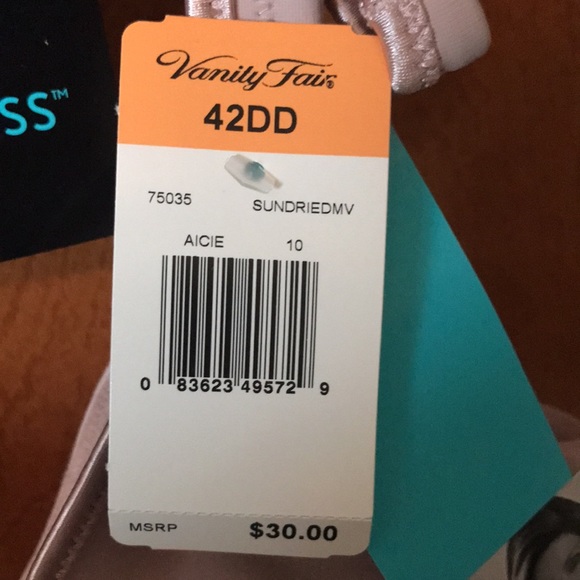 Vanity Fair®
42DD
SS™
75035 SUNDRIEDMV
AICIE 10
0 83623 49572 9
MSRP $30.00